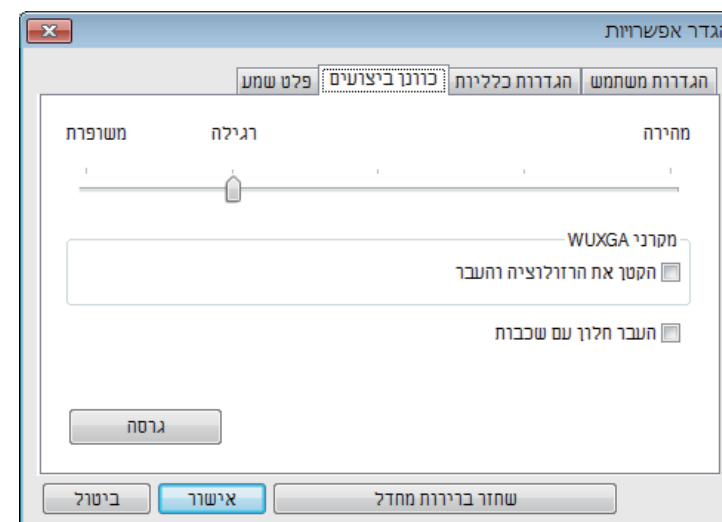 הגדר אפשרויות
הגדרות משתמש הגדרות כלליות כוונן ביצועים פלט שמע
מהירה רגילה משופרת
מקרני WUXGA
הקטן את הרזולוציה והעבר
העבר חלון עם שכבות
גרסה
שחזר ברירות מחדל אישור ביטול